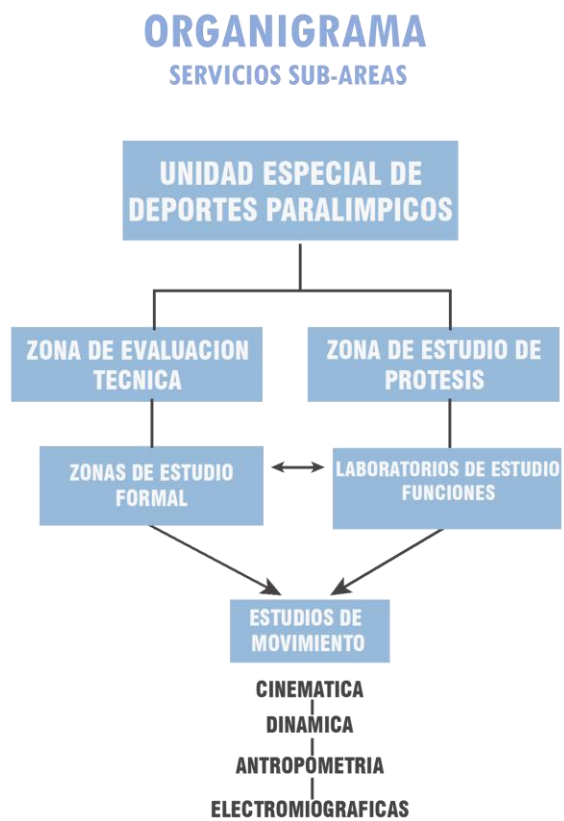 ORGANIGRAMA
SERVICIOS SUB-AREAS
UNIDAD ESPECIAL DE
DEPORTES PARALIMPICOS
ZONA DE EVALUACION
TECNICA
ZONA DE ESTUDIO DE
PROTESIS
ZONAS DE ESTUDIO
FORMAL
LABORATORIOS DE ESTUDIO
FUNCIONES
ESTUDIOS DE
MOVIMIENTO
CINEMATICA
DINAMICA
ANTROPOMETRIA
ELECTROMIOGRAFICAS